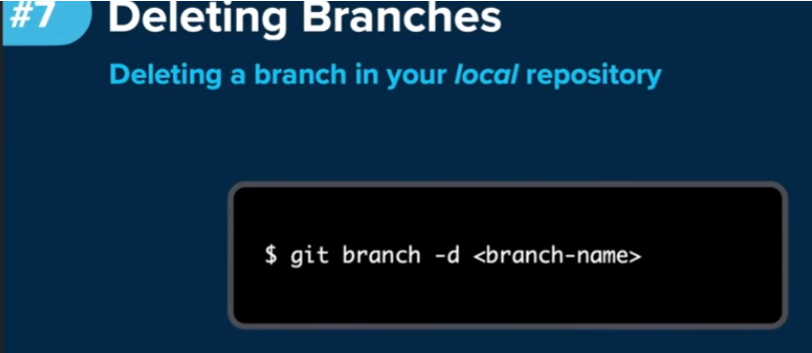 #7 Deleting Branches
Deleting a branch in your local repository
$ git branch -d <branch-name>